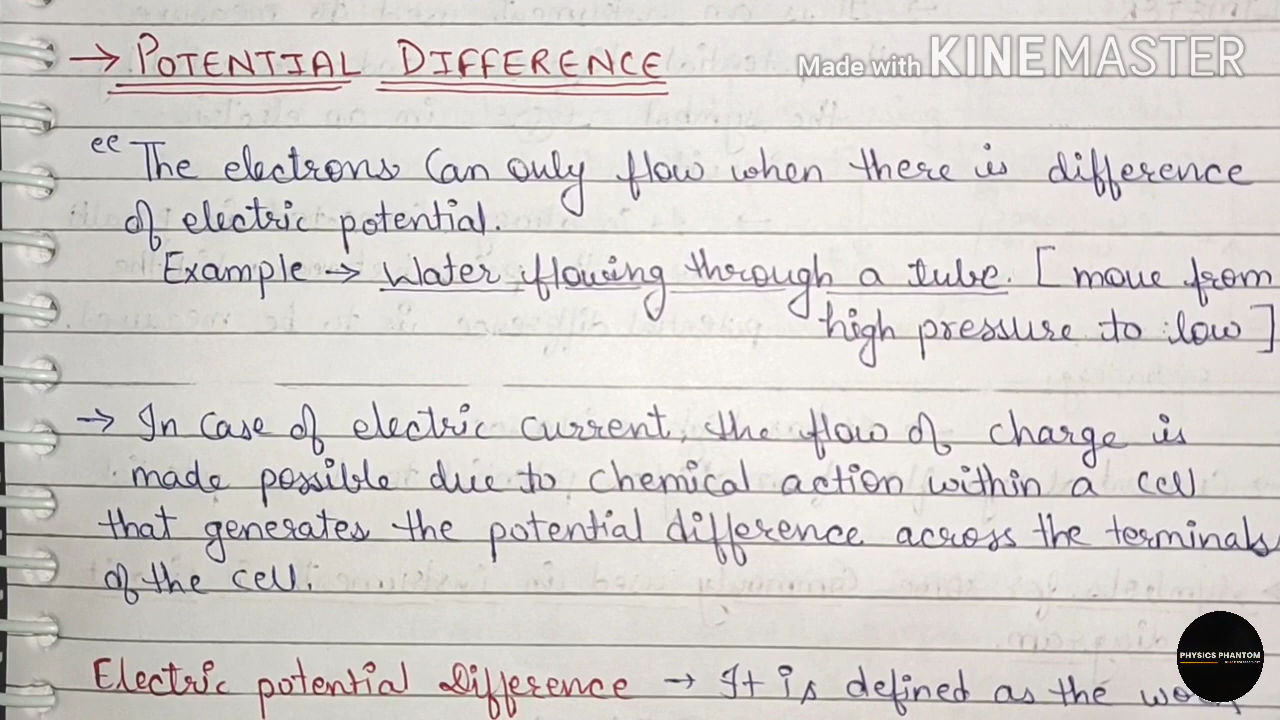 → POTENTIAL DIFFERENCE
Made with KINEMASTER
“ The electrons can only flow when there is difference
of electric potential.
Example → Water flowing through a tube. [ move from
high pressure to low ]
→ In case of electric current, the flow of charge is
made possible due to chemical action within a cell
that generates the potential difference across the terminals
of the cell.
Electric potential Difference → It is defined as the work
PHYSICS PHANTOM